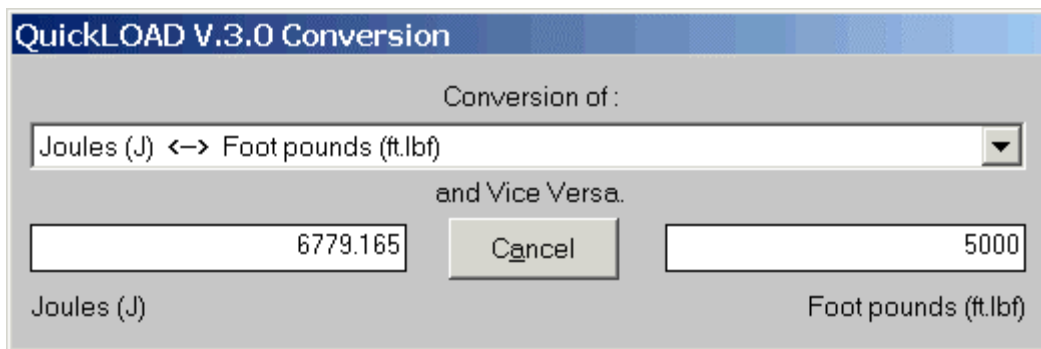 QuickLOAD V.3.0 Conversion
Conversion of :
Joules (J) <--> Foot pounds (ft.lbf)
and Vice Versa.
6779.165 Cancel 5000
Joules (J) Foot pounds (ft.lbf)